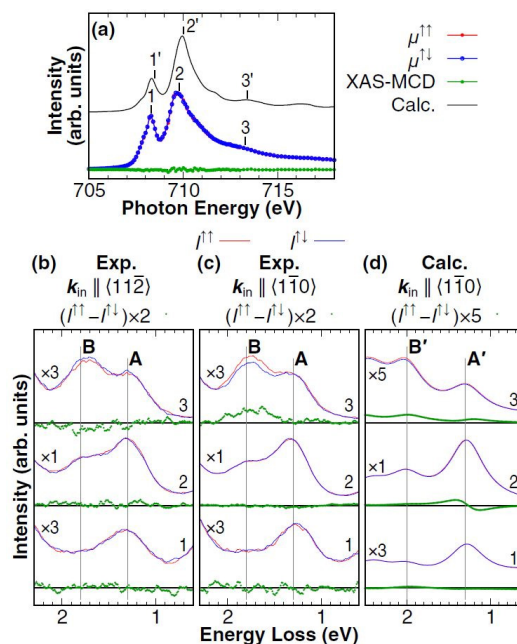 (a)
Intensity
(arb. units)
1'
2'
3'
1
2
3
705 710 715
Photon Energy (eV)
μ↑↑
μ↑↓
XAS-MCD
Calc.
I↑↑ I↑↓
(b) Exp.
k_in ∥ ⟨112̅⟩
(I↑↑−I↑↓)×2
(c) Exp.
k_in ∥ ⟨11̅0⟩
(I↑↑−I↑↓)×2
(d) Calc.
k_in ∥ ⟨11̅0⟩
(I↑↑−I↑↓)×5
Intensity (arb. units)
B A
×3
3
×1
2
×3
1
B A
×3
3
×1
2
×3
1
B′ A′
×5
3
×1
2
×3
1
2 1 2 1 2 1
Energy Loss (eV)